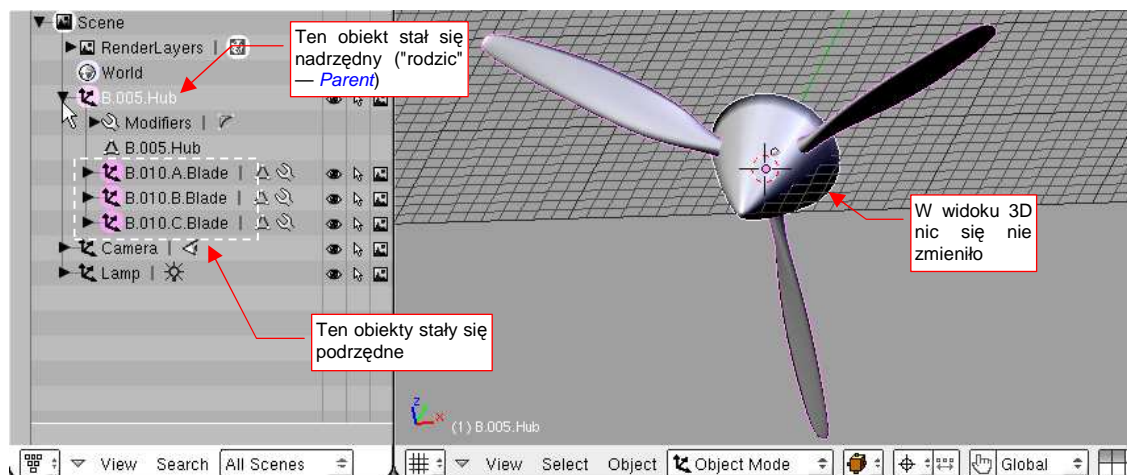 Scene
RenderLayers |
World
B.005.Hub
Modifiers |
B.005.Hub
B.010.A.Blade |
B.010.B.Blade |
B.010.C.Blade |
Camera |
Lamp |
Ten obiekt stał się
nadrzędny ("rodzic"
— Parent)
Ten obiekty stały się
podrzędne
W widoku 3D
nic się nie
zmieniło
z
x
(1) B.005.Hub
View Search All Scenes
View Select Object Object Mode Global